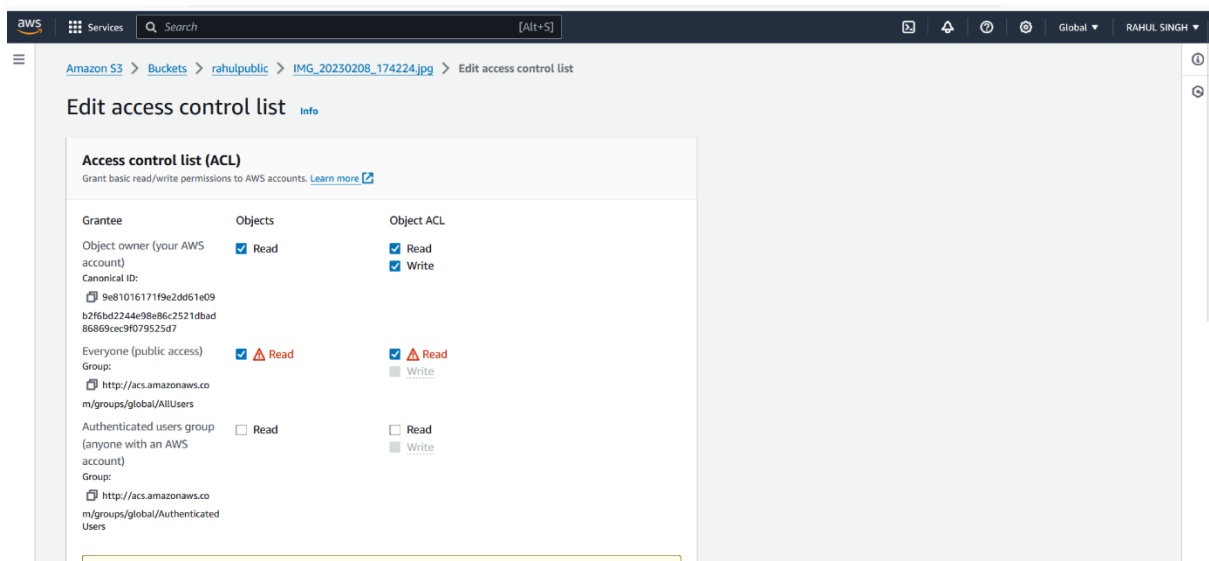 aws Services Search [Alt+S] Global ▼ RAHUL SINGH ▼
Amazon S3 > Buckets > rahulpublic > IMG_20230208_174224.jpg > Edit access control list
Edit access control list Info
Access control list (ACL)
Grant basic read/write permissions to AWS accounts. Learn more
Grantee Objects Object ACL
Object owner (your AWS Read Read
account) Write
Canonical ID:
9e81016171f9e2dd61e09
b2f6bd2244e98e86c2521dbad
86869cec9f079525d7
Everyone (public access) Read Read
Group: Write
http://acs.amazonaws.co
m/groups/global/AllUsers
Authenticated users group Read Read
(anyone with an AWS Write
account)
Group:
http://acs.amazonaws.co
m/groups/global/Authenticated
Users